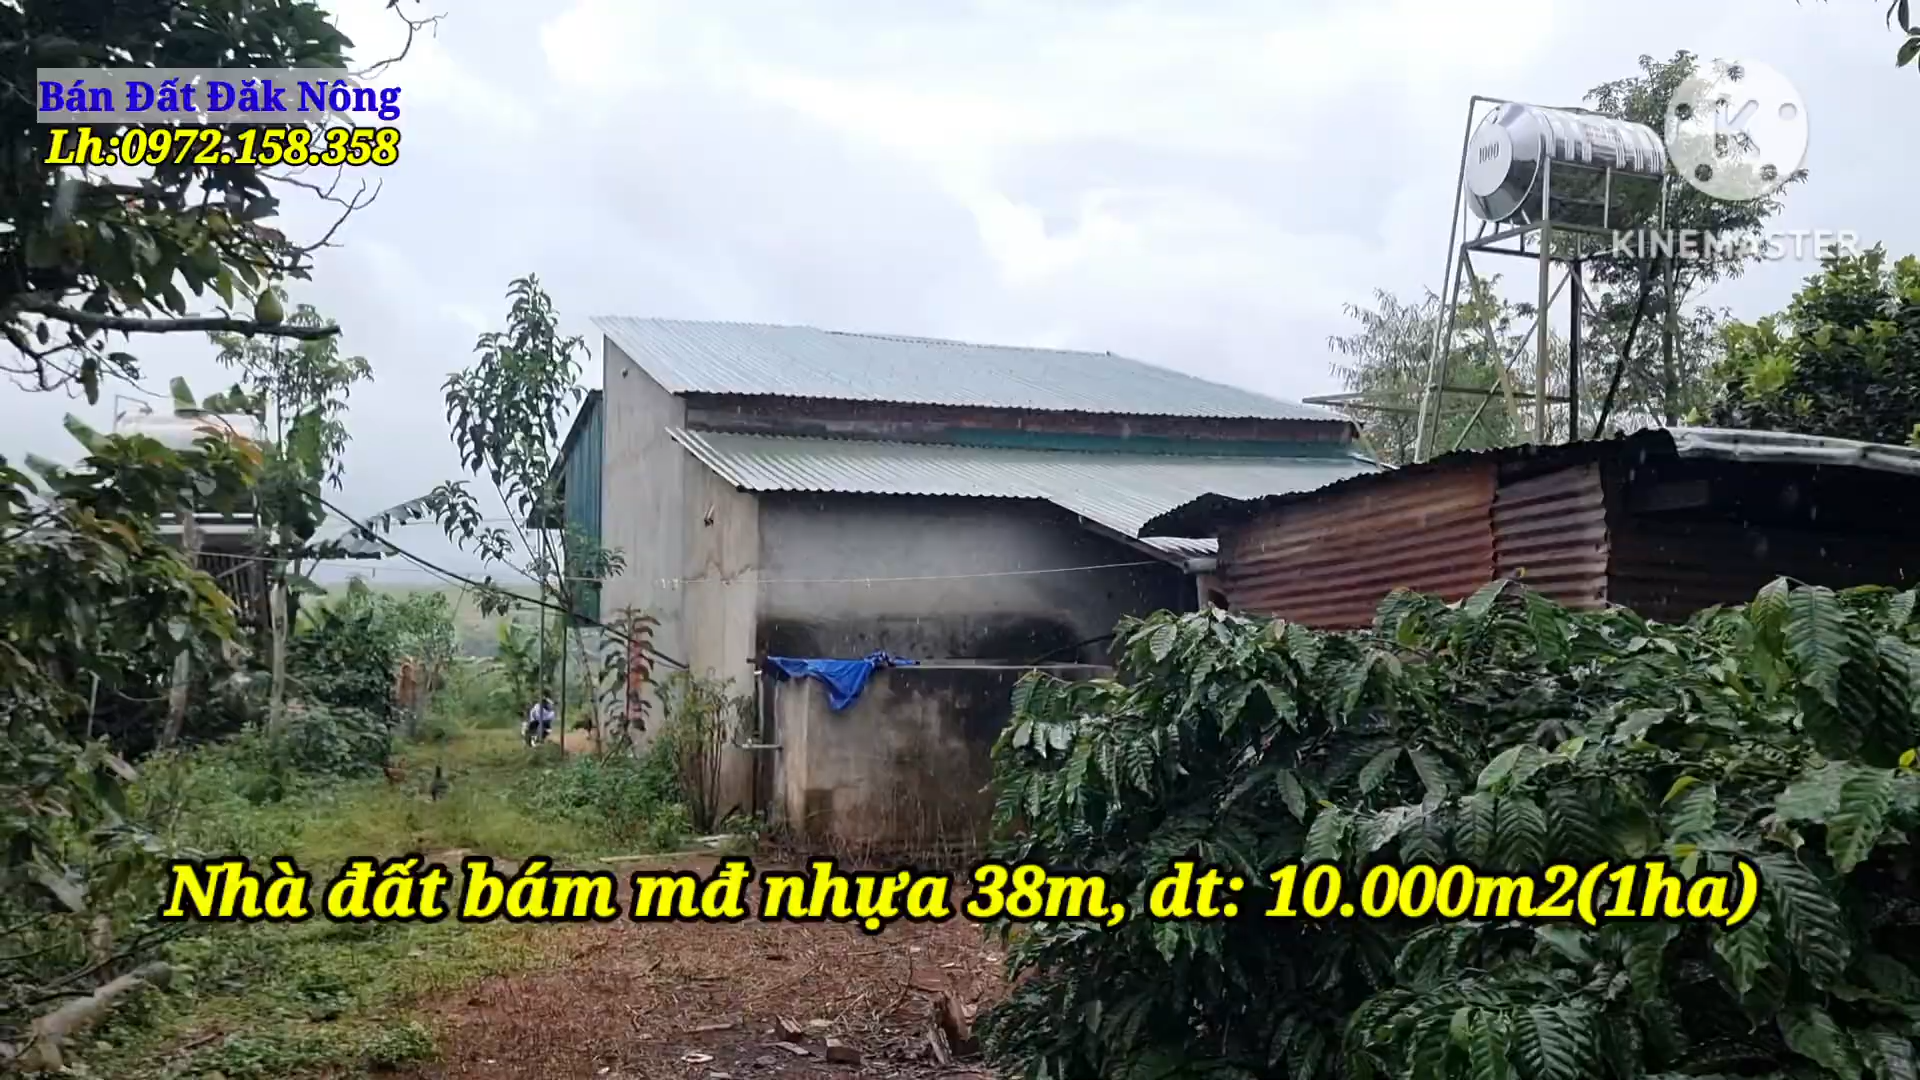 Bán Đất Đăk Nông
Lh:0972.158.358
1000
KINEMASTER
Nhà đất bám mđ nhựa 38m, dt: 10.000m2(1ha)